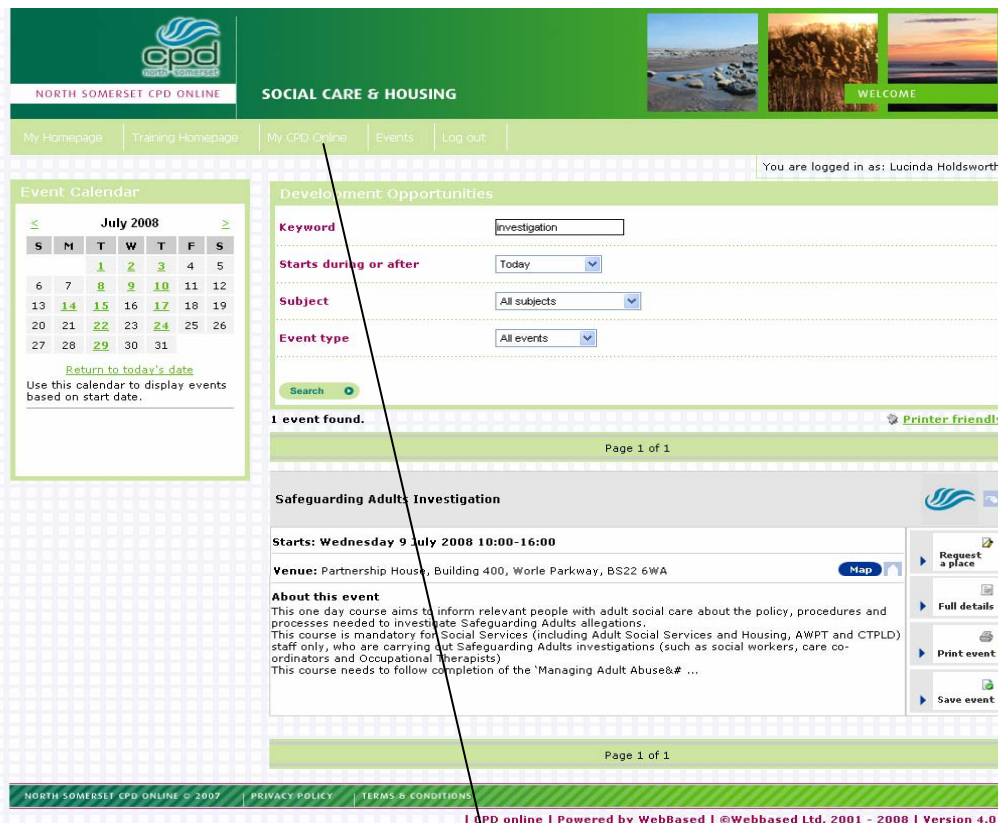 cpd
north-somerset
NORTH SOMERSET CPD ONLINE
SOCIAL CARE & HOUSING
WELCOME
My Homepage
Training Homepage
My CPD Online
Events
Log out
You are logged in as: Lucinda Holdsworth
Event Calendar
< July 2008 >
S M T W T F S
1 2 3 4 5
6 7 8 9 10 11 12
13 14 15 16 17 18 19
20 21 22 23 24 25 26
27 28 29 30 31
Return to today's date
Use this calendar to display events
based on start date.
Development Opportunities
Keyword investigation
Starts during or after Today
Subject All subjects
Event type All events
Search
1 event found.
Printer friendly
Page 1 of 1
Safeguarding Adults Investigation
Starts: Wednesday 9 July 2008 10:00-16:00
Venue: Partnership House, Building 400, Worle Parkway, BS22 6WA
Map
About this event
This one day course aims to inform relevant people with adult social care about the policy, procedures and
processes needed to investigate Safeguarding Adults allegations.
This course is mandatory for Social Services (including Adult Social Services and Housing, AWPT and CTPLD)
staff only, who are carrying out Safeguarding Adults investigations (such as social workers, care co-
ordinators and Occupational Therapists)
This course needs to follow completion of the `Managing Adult Abuse&# ...
Request
a place
Full details
Print event
Save event
Page 1 of 1
NORTH SOMERSET CPD ONLINE © 2007
PRIVACY POLICY
TERMS & CONDITIONS
| CPD online | Powered by WebBased | @Webbased Ltd. 2001 - 2008 | Version 4.0